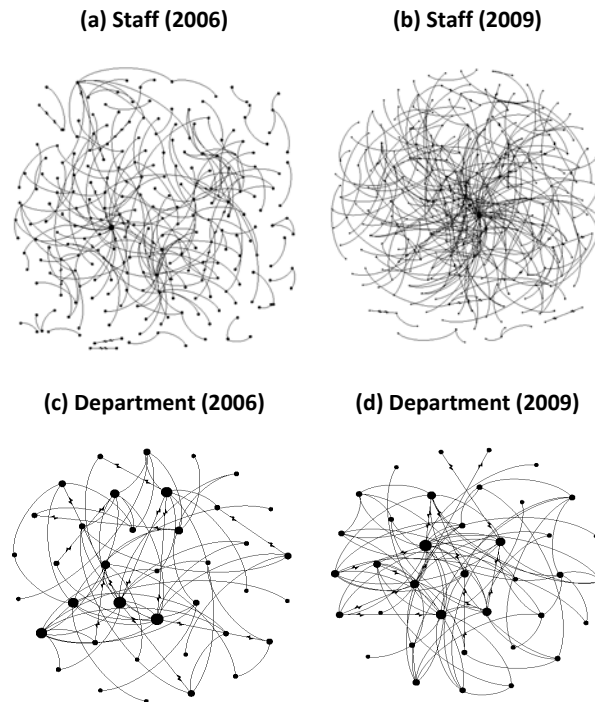 (a) Staff (2006)
(b) Staff (2009)
(c) Department (2006)
(d) Department (2009)